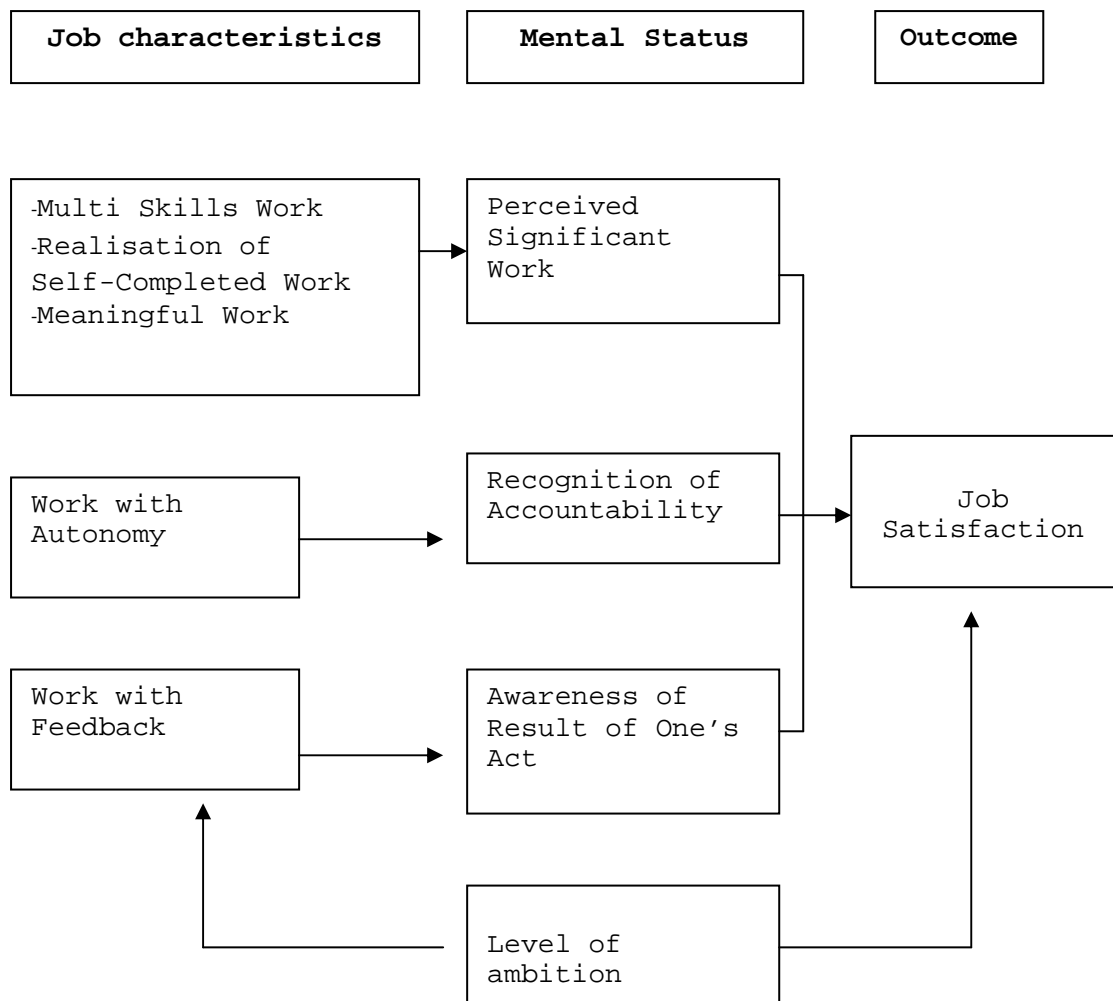 Job characteristics
Mental Status
Outcome
-Multi Skills Work
-Realisation of
Self-Completed Work
-Meaningful Work
Perceived
Significant
Work
Work with
Autonomy
Recognition of
Accountability
Job
Satisfaction
Work with
Feedback
Awareness of
Result of One's
Act
Level of
ambition